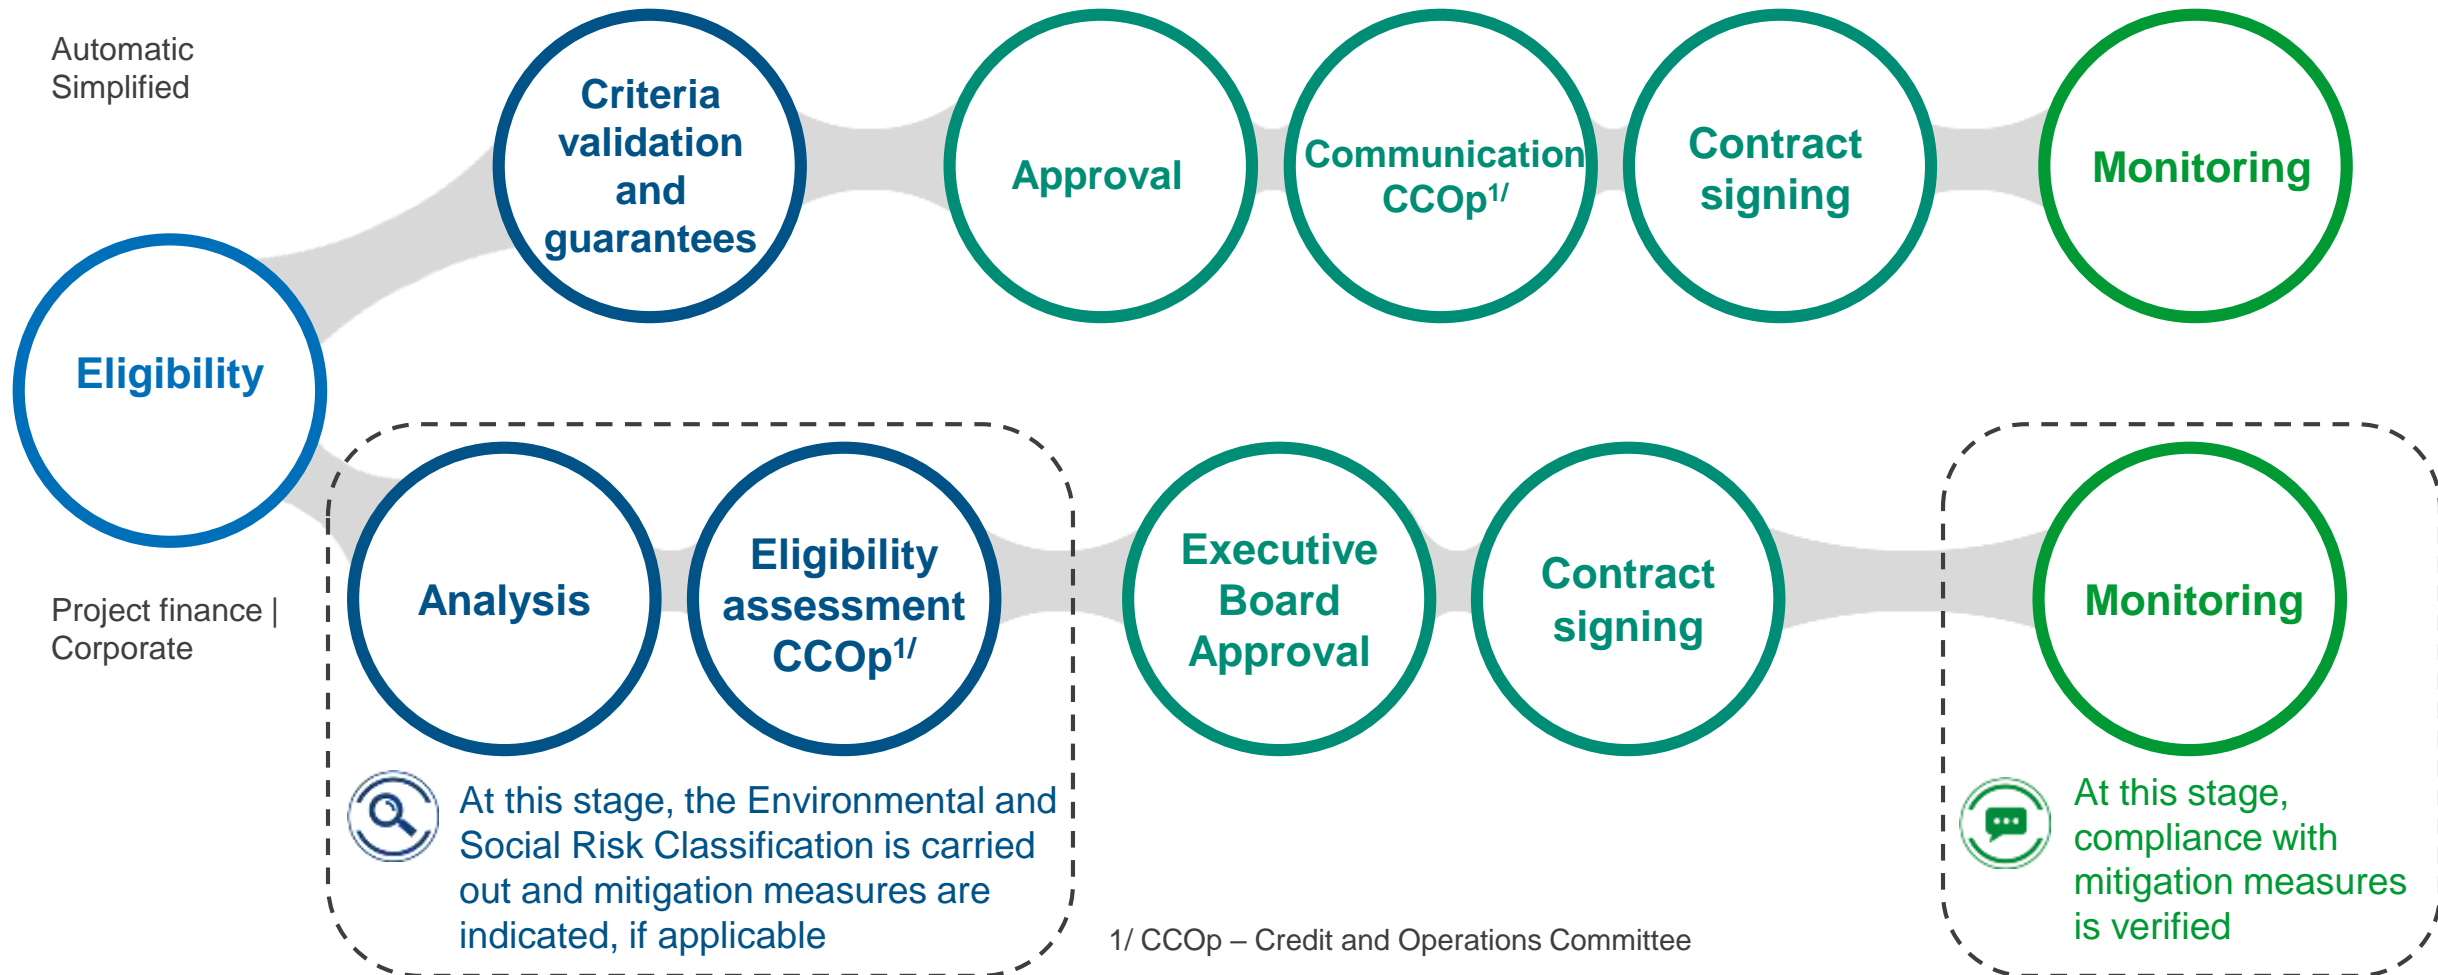 Automatic
Simplified
Criteria
validation
and
guarantees
Approval
Communication
CCOp1/
Contract
signing
Monitoring
Eligibility
Project finance |
Corporate
Analysis
Eligibility
assessment
CCOp1/
Executive
Board
Approval
Contract
signing
Monitoring
At this stage, the Environmental and
Social Risk Classification is carried
out and mitigation measures are
indicated, if applicable
At this stage,
compliance with
mitigation measures
is verified
1/ CCOp – Credit and Operations Committee